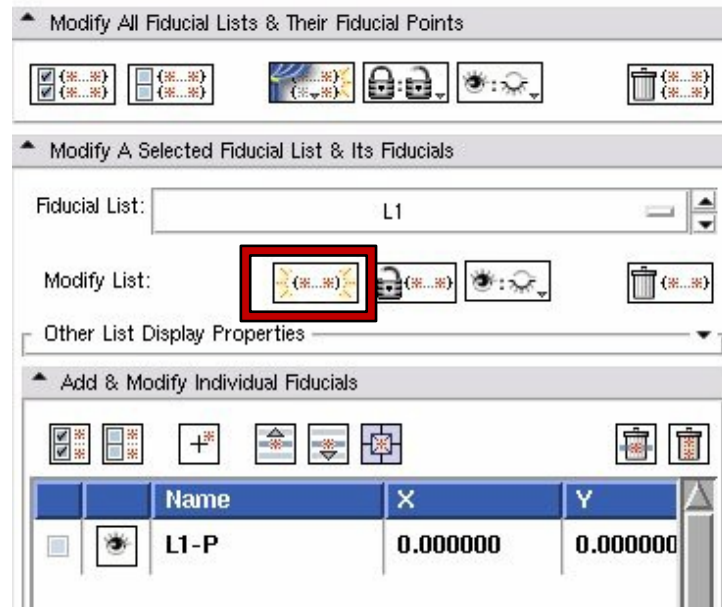 Modify All Fiducial Lists & Their Fiducial Points
Modify A Selected Fiducial List & Its Fiducials
Fiducial List: L1
Modify List:
Other List Display Properties
Add & Modify Individual Fiducials
Name X Y
L1-P 0.000000 0.000000